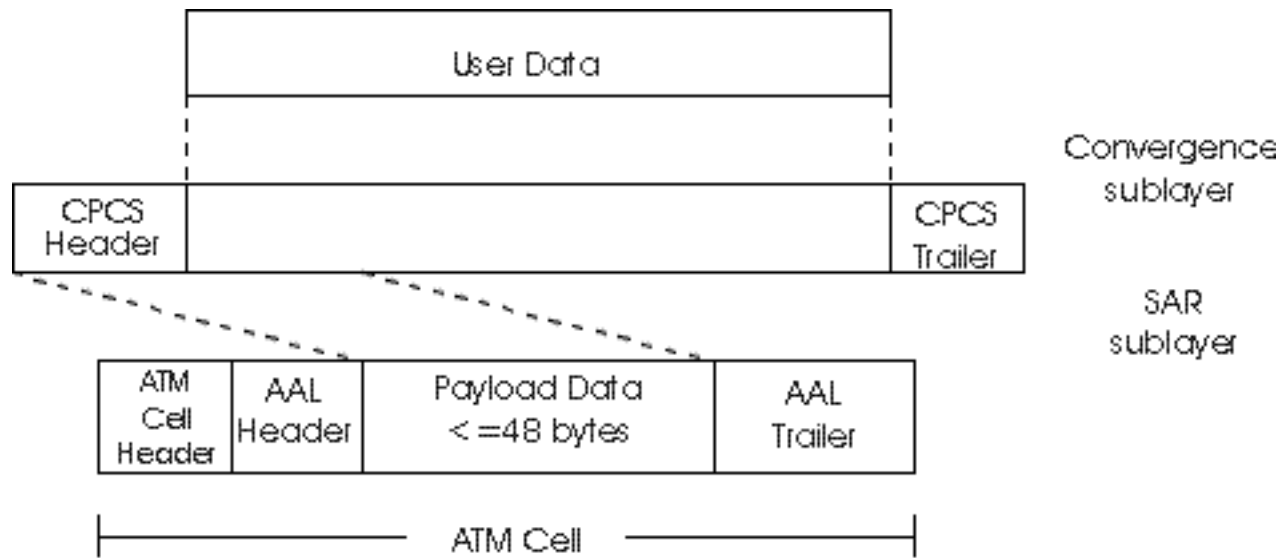 User Data
Convergence
sublayer
CPCS
Header
CPCS
Trailer
SAR
sublayer
ATM
Cell
Header
AAL
Header
Payload Data
< =48 bytes
AAL
Trailer
ATM Cell